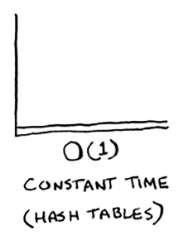 O(1)
CONSTANT TIME
(HASH TABLES)